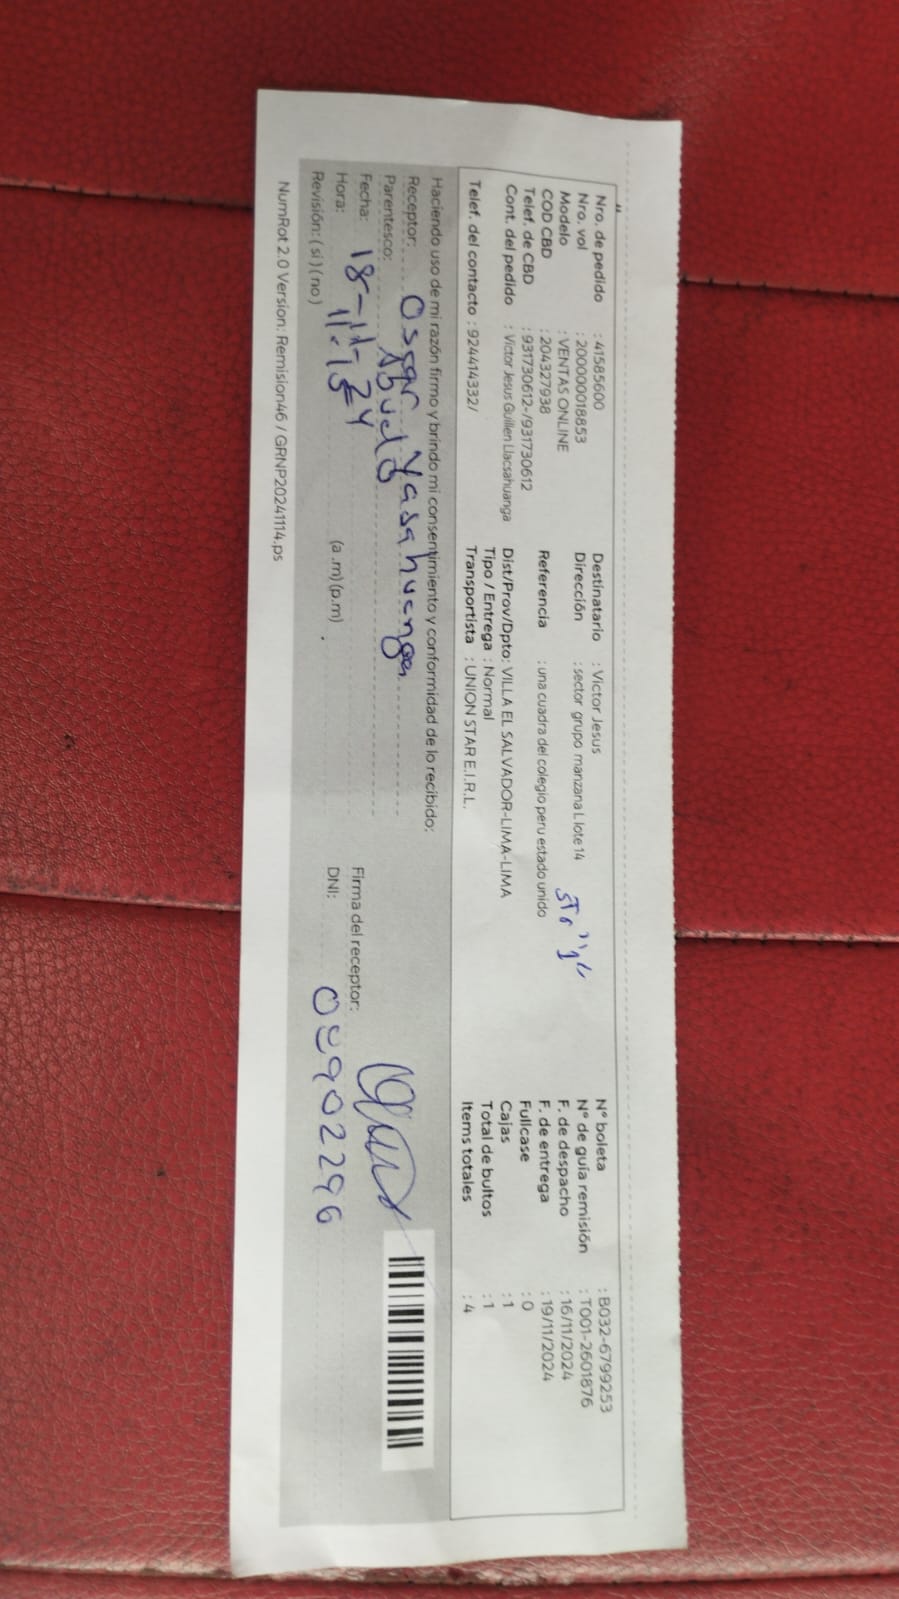 Nro. de pedido : 41585600
Nro. vol : 200000018853
Modelo : VENTAS ONLINE
COD CBD : 204327938
Telef. de CBD : 931730612-/931730612
Cont. del pedido : Victor Jesus Guillen Llacsahuanga
Telef. del contacto : 924414332/
Destinatario : Victor Jesus
Dirección : sector grupo manzana L lote 14
Referencia : una cuadra del colegio peru estado unido
Dist/Prov/Dpto: VILLA EL SALVADOR-LIMA-LIMA
Tipo / Entrega : Normal
Transportista : UNION STAR E.I.R.L.
N° boleta : B032-6799253
N° de guía remisión : T001-2601876
F. de despacho : 16/11/2024
F. de entrega : 19/11/2024
Fullcase : 0
Cajas : 1
Total de bultos : 1
Items totales : 4
Haciendo uso de mi razón firmo y brindo mi consentimiento y conformidad de lo recibido:
Receptor: Oscar
Parentesco: Abuelo
Fecha: 18-11-24
Hora: (a .m) (p.m)
Revisión: ( si ) ( no )
Firma del receptor:
DNI:
NumRot 2.0 Version: Remision46 / GRNP20241114.ps